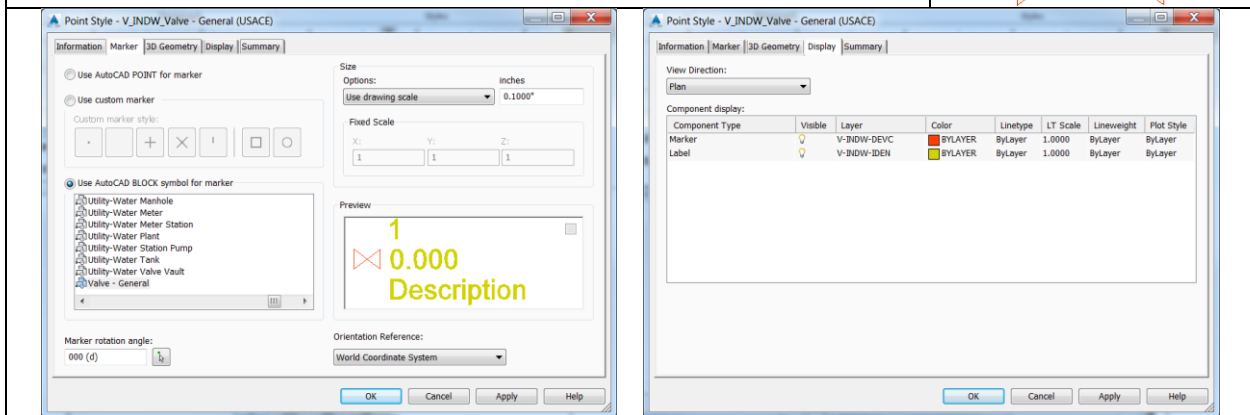 Point Style - V_INDW_Valve - General (USACE)
Information Marker 3D Geometry Display Summary
Use AutoCAD POINT for marker
Use custom marker
Custom marker style:
Use AutoCAD BLOCK symbol for marker
Utility-Water Manhole
Utility-Water Meter
Utility-Water Meter Station
Utility-Water Plant
Utility-Water Station Pump
Utility-Water Tank
Utility-Water Valve Vault
Valve - General
Marker rotation angle:
000 (d)
Size
Options: inches
Use drawing scale 0.1000"
Fixed Scale
X: Y: Z:
1 1 1
Preview
1
0.000
Description
Orientation Reference:
World Coordinate System
OK Cancel Apply Help
Point Style - V_INDW_Valve - General (USACE)
Information Marker 3D Geometry Display Summary
View Direction:
Plan
Component display:
Component Type Visible Layer Color Linetype LT Scale Lineweight Plot Style
Marker V-INDW-DEVC BYLAYER ByLayer 1.0000 ByLayer ByLayer
Label V-INDW-IDEN BYLAYER ByLayer 1.0000 ByLayer ByLayer
OK Cancel Apply Help